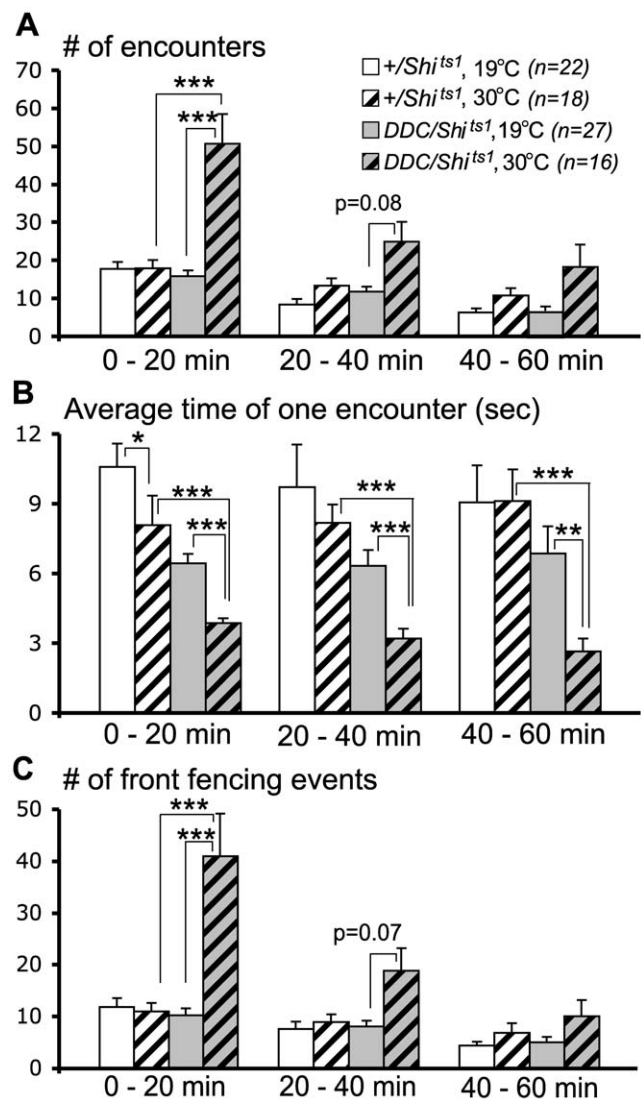 A # of encounters
70
60
50
40
30
20
10
0
+/Shi^ts1, 19°C (n=22)
+/Shi^ts1, 30°C (n=18)
DDC/Shi^ts1, 19°C (n=27)
DDC/Shi^ts1, 30°C (n=16)
***
***
p=0.08
0 - 20 min 20 - 40 min 40 - 60 min
B Average time of one encounter (sec)
12
9
6
3
0
*
***
***
***
***
***
**
0 - 20 min 20 - 40 min 40 - 60 min
C # of front fencing events
50
40
30
20
10
0
***
***
p=0.07
0 - 20 min 20 - 40 min 40 - 60 min